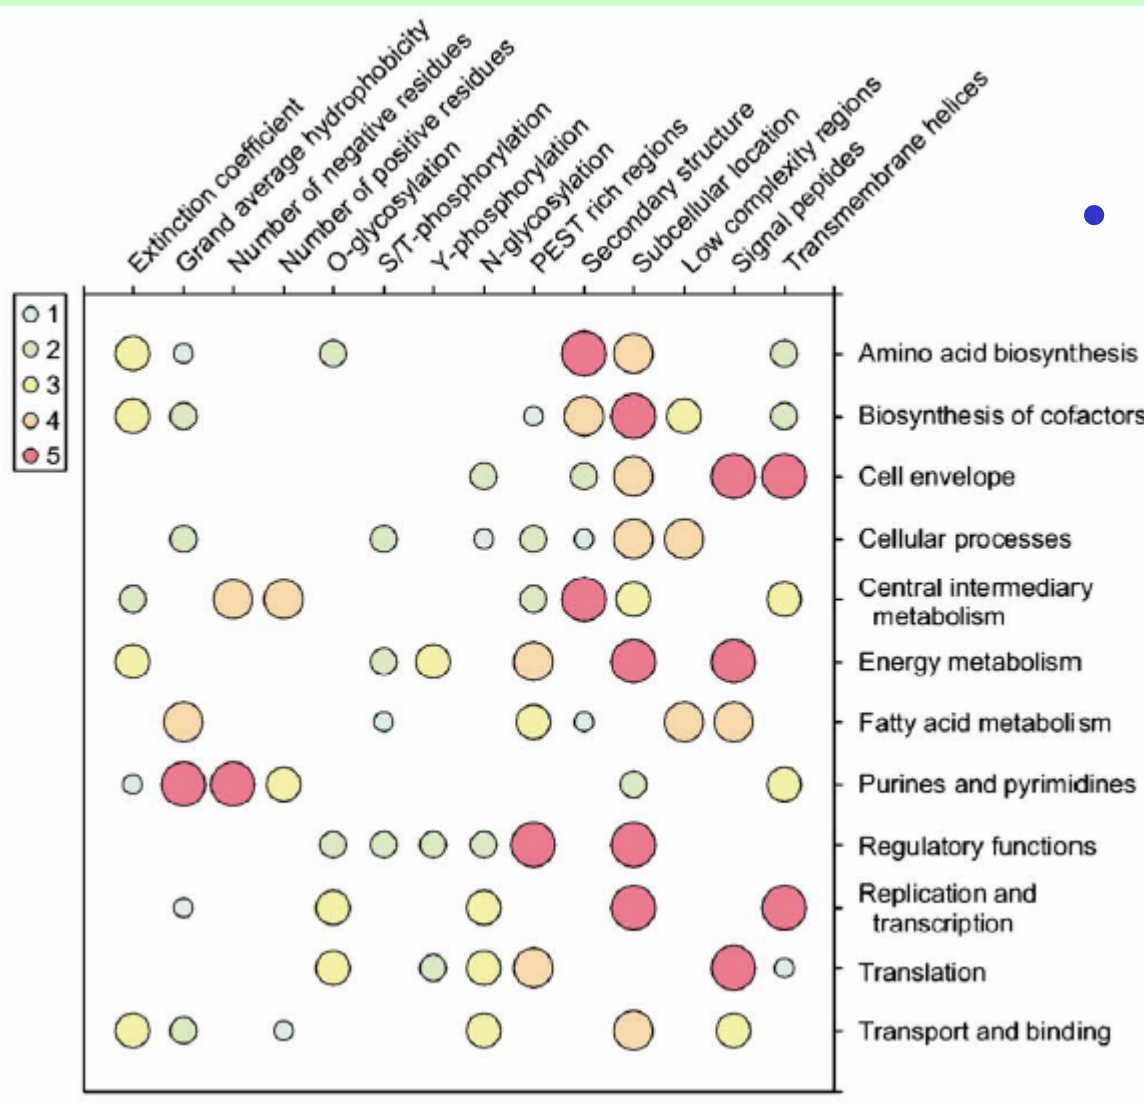 Extinction coefficient
Grand average hydrophobicity
Number of negative residues
Number of positive residues
O-glycosylation
S/T-phosphorylation
Y-phosphorylation
N-glycosylation
PEST rich regions
Secondary structure
Subcellular location
Low complexity regions
Signal peptides
Transmembrane helices
1
2
3
4
5
Amino acid biosynthesis
Biosynthesis of cofactors
Cell envelope
Cellular processes
Central intermediary
metabolism
Energy metabolism
Fatty acid metabolism
Purines and pyrimidines
Regulatory functions
Replication and
transcription
Translation
Transport and binding